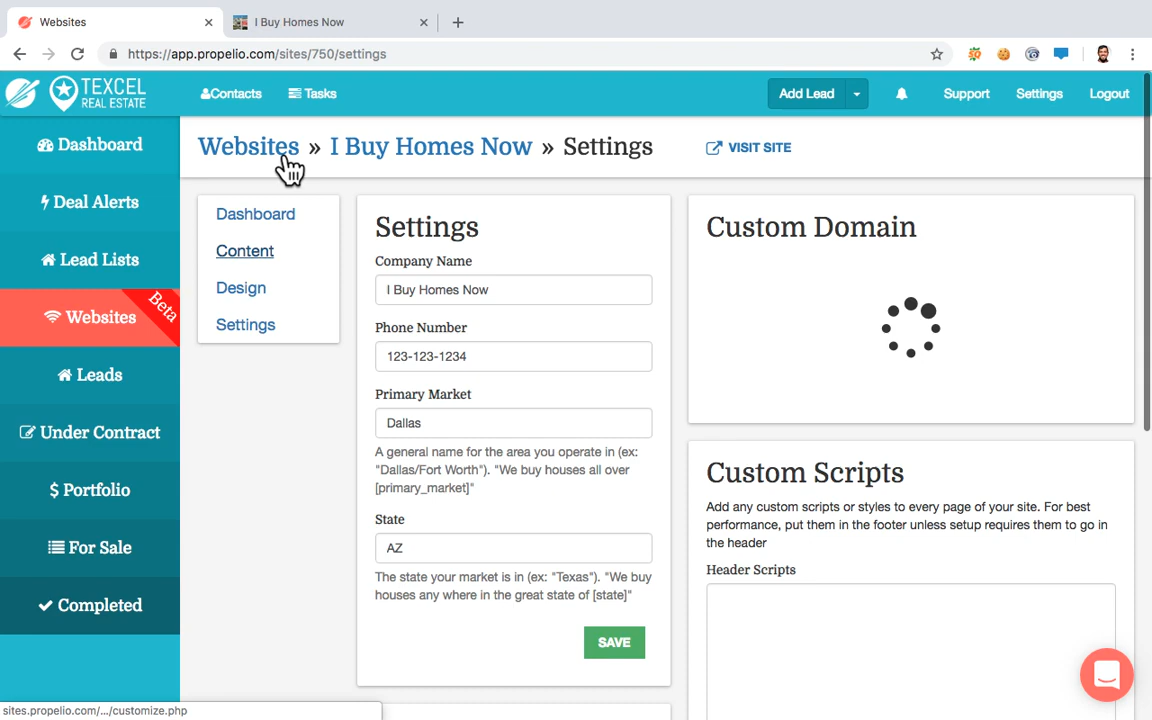 Websites
I Buy Homes Now
https://app.propelio.com/sites/750/settings
TEXCEL
REAL ESTATE
Contacts
Tasks
Add Lead
Support
Settings
Logout
Dashboard
Deal Alerts
Lead Lists
Websites
Beta
Leads
Under Contract
$ Portfolio
For Sale
Completed
Websites » I Buy Homes Now » Settings
VISIT SITE
Dashboard
Content
Design
Settings
Settings
Company Name
I Buy Homes Now
Phone Number
123-123-1234
Primary Market
Dallas
A general name for the area you operate in (ex:
"Dallas/Fort Worth"). "We buy houses all over
[primary_market]"
State
AZ
The state your market is in (ex: "Texas"). "We buy
houses any where in the great state of [state]"
SAVE
Custom Domain
Custom Scripts
Add any custom scripts or styles to every page of your site. For best
performance, put them in the footer unless setup requires them to go in
the header
Header Scripts
sites.propelio.com/.../customize.php